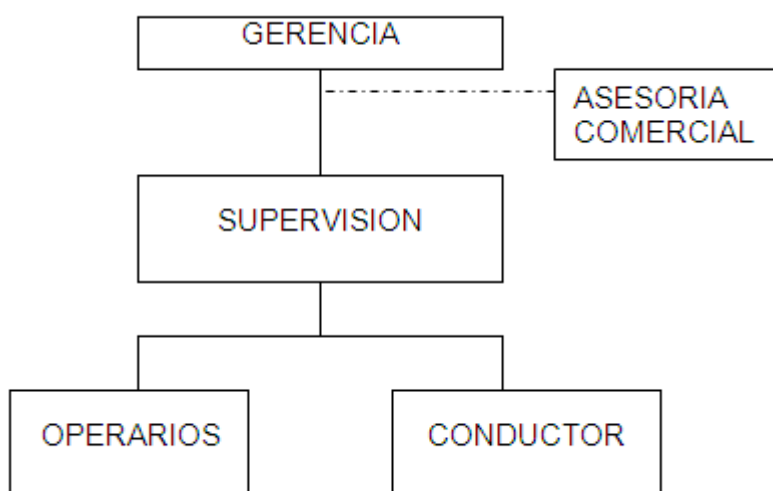 GERENCIA
ASESORIA
COMERCIAL
SUPERVISION
OPERARIOS
CONDUCTOR